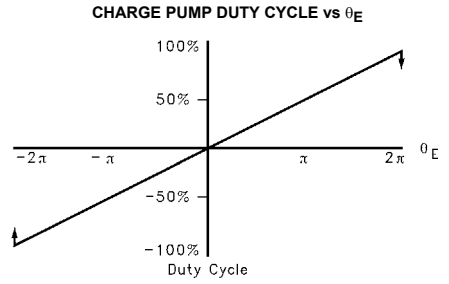 CHARGE PUMP DUTY CYCLE vs θE
100%
50%
−2π
−π
π
2π
θE
−50%
−100%
Duty Cycle